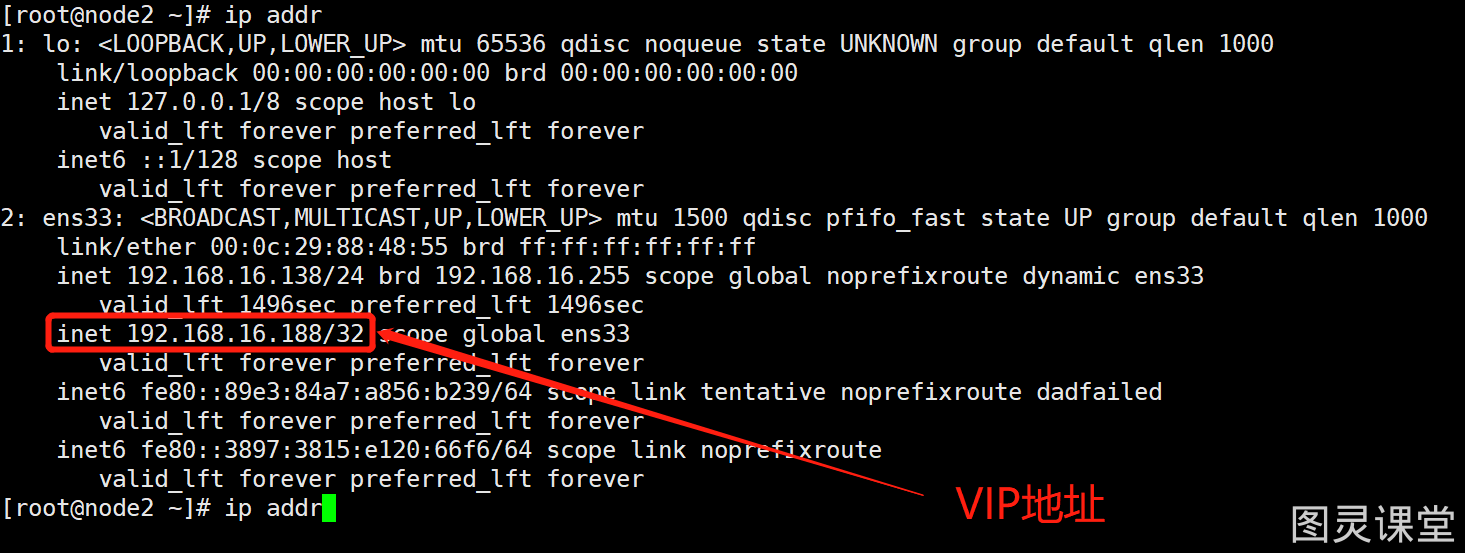 [root@node2 ~]# ip addr
1: lo: <LOOPBACK,UP,LOWER_UP> mtu 65536 qdisc noqueue state UNKNOWN group default qlen 1000
link/loopback 00:00:00:00:00:00 brd 00:00:00:00:00:00
inet 127.0.0.1/8 scope host lo
valid_lft forever preferred_lft forever
inet6 ::1/128 scope host
valid_lft forever preferred_lft forever
2: ens33: <BROADCAST,MULTICAST,UP,LOWER_UP> mtu 1500 qdisc pfifo_fast state UP group default qlen 1000
link/ether 00:0c:29:88:48:55 brd ff:ff:ff:ff:ff:ff
inet 192.168.16.138/24 brd 192.168.16.255 scope global noprefixroute dynamic ens33
valid_lft 1496sec preferred_lft 1496sec
inet 192.168.16.188/32 scope global ens33
valid_lft forever preferred_lft forever
inet6 fe80::89e3:84a7:a856:b239/64 scope link tentative noprefixroute dadfailed
valid_lft forever preferred_lft forever
inet6 fe80::3897:3815:e120:66f6/64 scope link noprefixroute
valid_lft forever preferred_lft forever
[root@node2 ~]# ip addr
VIP地址
图灵课堂